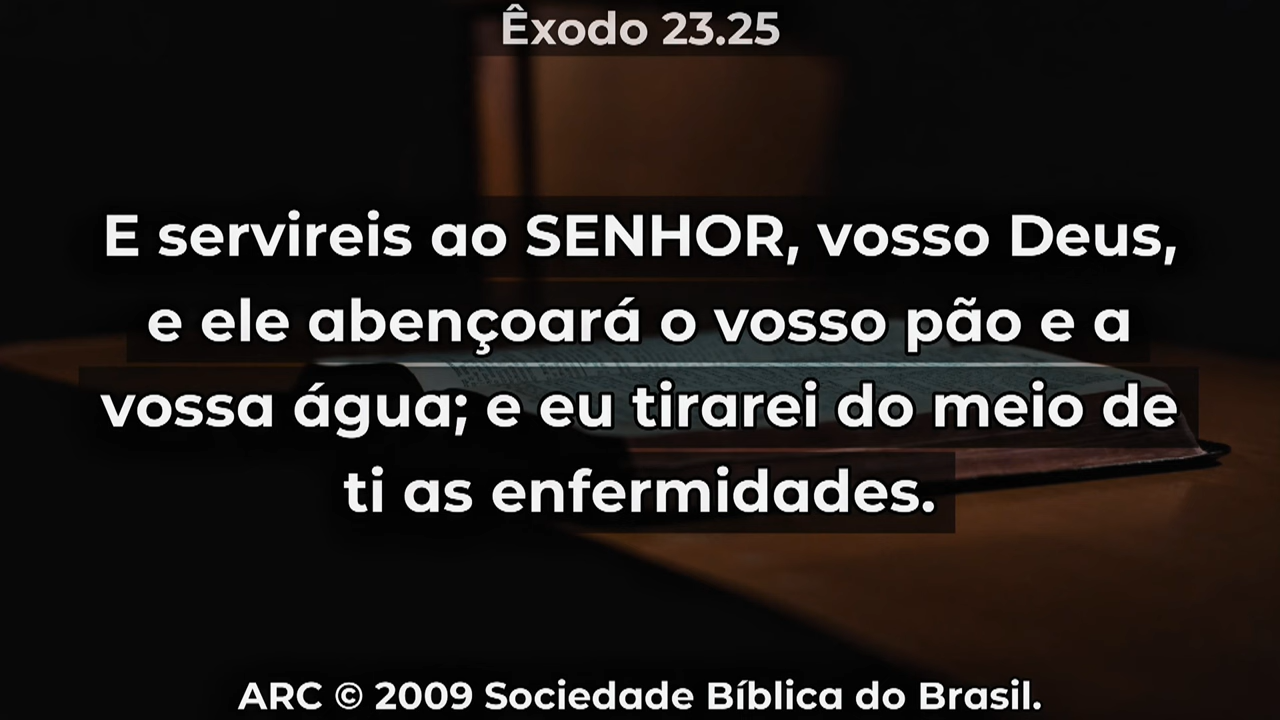 Êxodo 23.25
E servireis ao SENHOR, vosso Deus,
e ele abençoará o vosso pão e a
vossa água; e eu tirarei do meio de
ti as enfermidades.
ARC © 2009 Sociedade Bíblica do Brasil.